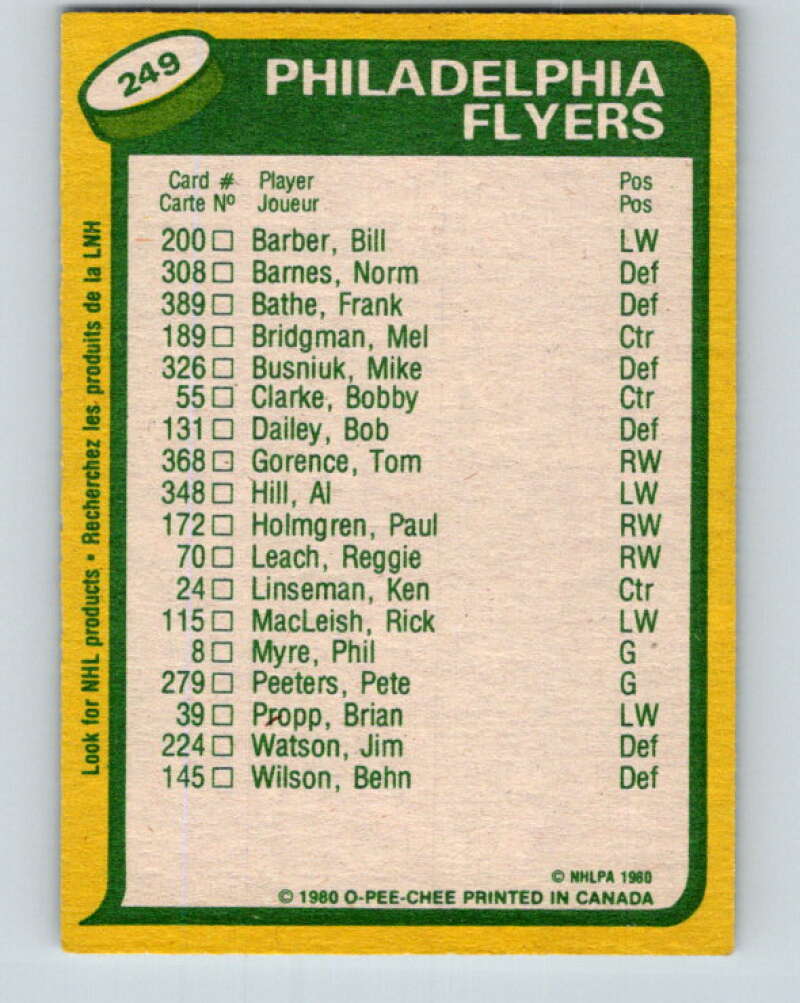 249
PHILADELPHIA
FLYERS
Card # Player Pos
Carte Nº Joueur Pos
200 □ Barber, Bill LW
308 □ Barnes, Norm Def
389 □ Bathe, Frank Def
189 □ Bridgman, Mel Ctr
326 □ Busniuk, Mike Def
55 □ Clarke, Bobby Ctr
131 □ Dailey, Bob Def
368 □ Gorence, Tom RW
348 □ Hill, Al LW
172 □ Holmgren, Paul RW
70 □ Leach, Reggie RW
24 □ Linseman, Ken Ctr
115 □ MacLeish, Rick LW
8 □ Myre, Phil G
279 □ Peeters, Pete G
39 □ Propp, Brian LW
224 □ Watson, Jim Def
145 □ Wilson, Behn Def
© NHLPA 1980
© 1980 O-PEE-CHEE PRINTED IN CANADA
Look for NHL products • Recherchez les produits de la LNH